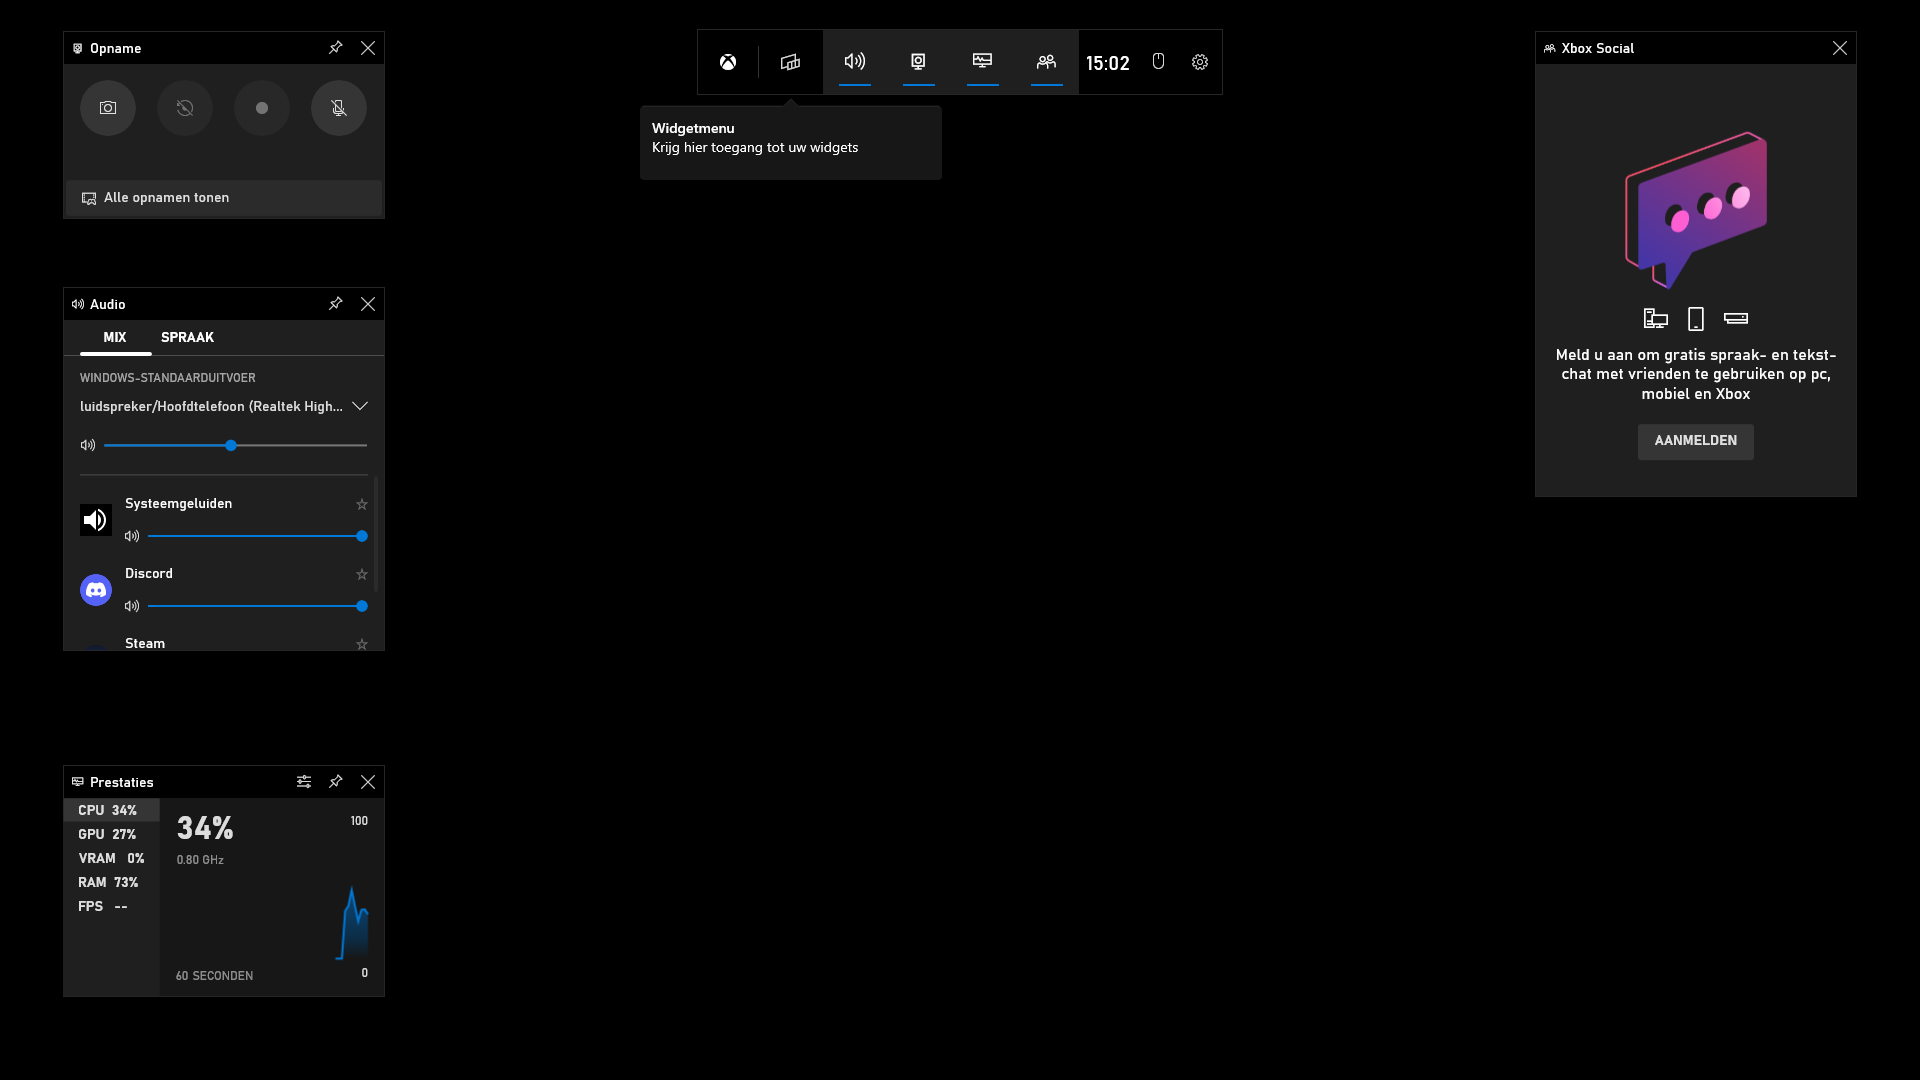 Opname
Alle opnamen tonen
15:02
Widgetmenu
Krijg hier toegang tot uw widgets
Xbox Social
Meld u aan om gratis spraak- en tekst-
chat met vrienden te gebruiken op pc,
mobiel en Xbox
AANMELDEN
Audio
MIX SPRAAK
WINDOWS-STANDAARDUITVOER
luidspreker/Hoofdtelefoon (Realtek High...
Systeemgeluiden
Discord
Steam
Prestaties
CPU 34%
GPU 27%
VRAM 0%
RAM 73%
FPS --
34%
0.80 GHz
100
60 SECONDEN
0